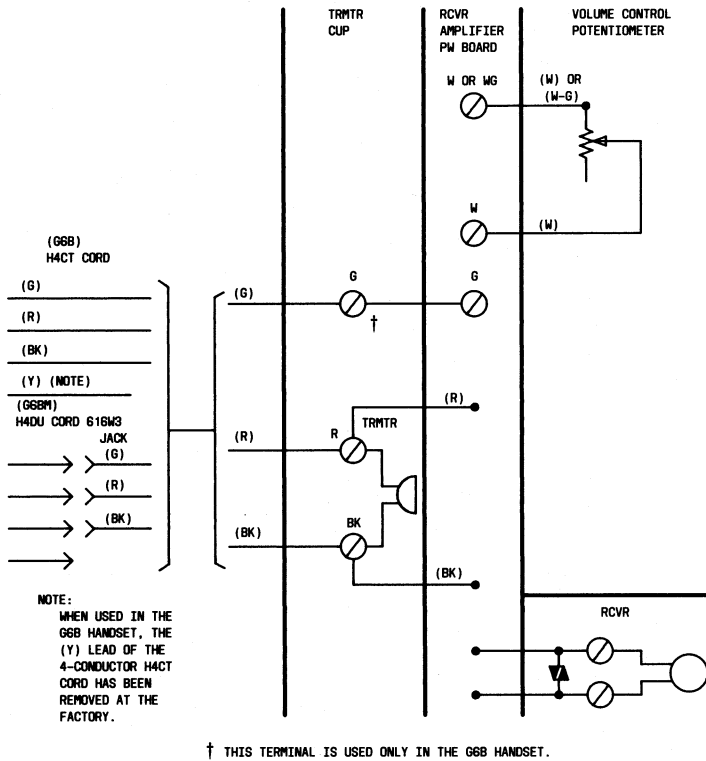 TRMTR
CUP
RCVR
AMPLIFIER
PW BOARD
VOLUME CONTROL
POTENTIOMETER
W OR WG
(W) OR
(W-G)
W
(W)
(G6B)
H4CT CORD
(G)
(R)
(BK)
(Y) (NOTE)
(G6BM)
H4DU CORD 616W3
JACK
(G)
(R)
(BK)
(G)
G
G
†
(R)
(R)
R
TRMTR
(BK)
BK
(BK)
NOTE:
WHEN USED IN THE
G6B HANDSET, THE
(Y) LEAD OF THE
4-CONDUCTOR H4CT
CORD HAS BEEN
REMOVED AT THE
FACTORY.
RCVR
† THIS TERMINAL IS USED ONLY IN THE G6B HANDSET.